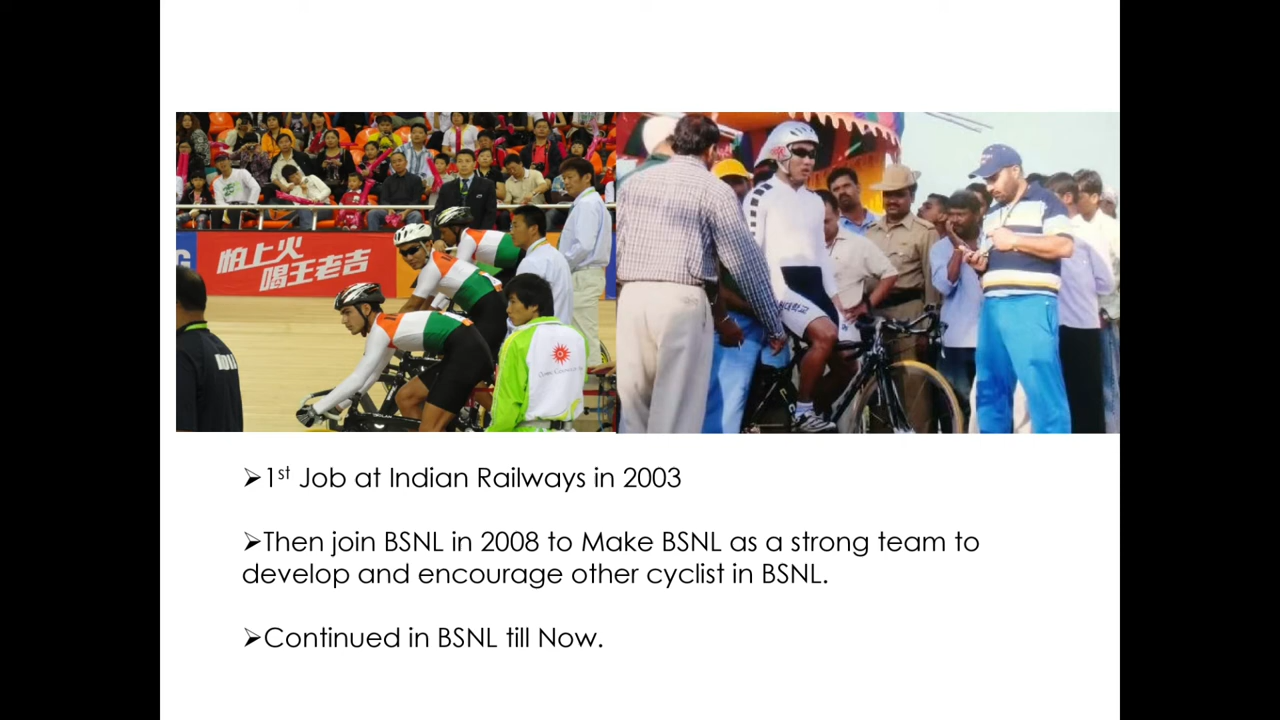 怕上火
喝王老吉
G
INDIA
➢1st Job at Indian Railways in 2003
➢Then join BSNL in 2008 to Make BSNL as a strong team to
develop and encourage other cyclist in BSNL.
➢Continued in BSNL till Now.